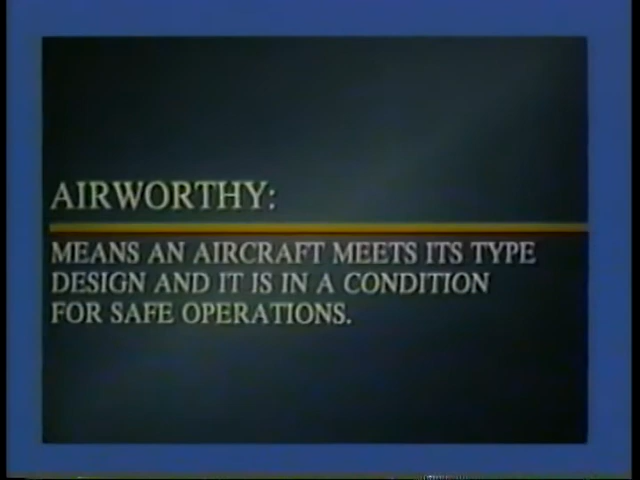 AIRWORTHY:
MEANS AN AIRCRAFT MEETS ITS TYPE
DESIGN AND IT IS IN A CONDITION
FOR SAFE OPERATIONS.